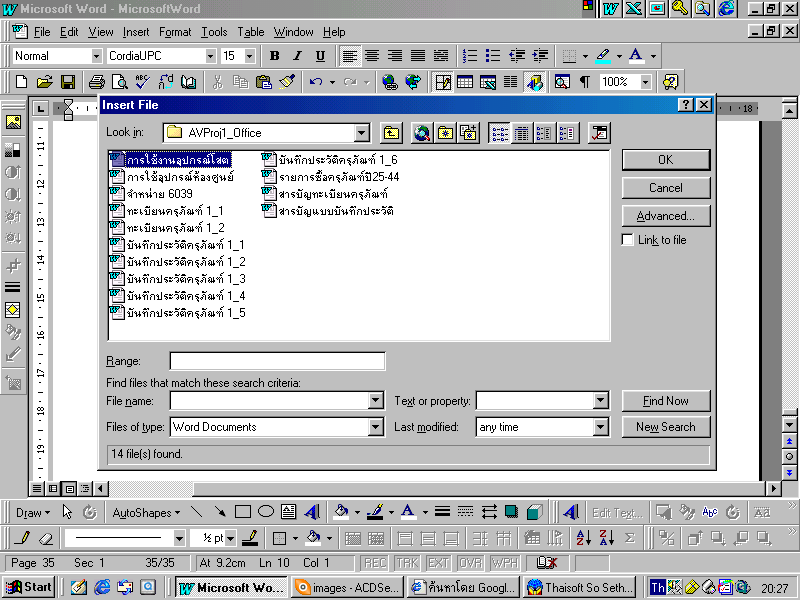 Microsoft Word - MicrosoftWord
File Edit View Insert Format Tools Table Window Help
Normal CordiaUPC 15 B I U
100%
Insert File
18
Look in: AVProj1_Office
การใช้งานอุปกรณ์โสต
การใช้อุปกรณ์ห้องศูนย์
จำหน่าย 6039
ทะเบียนครุภัณฑ์ 1_1
ทะเบียนครุภัณฑ์ 1_2
บันทึกประวัติครุภัณฑ์ 1_1
บันทึกประวัติครุภัณฑ์ 1_2
บันทึกประวัติครุภัณฑ์ 1_3
บันทึกประวัติครุภัณฑ์ 1_4
บันทึกประวัติครุภัณฑ์ 1_5
บันทึกประวัติครุภัณฑ์ 1_6
รายการซื้อครุภัณฑ์ปี25-44
สารบัญทะเบียนครุภัณฑ์
สารบัญแบบบันทึกประวัติ
OK
Cancel
Advanced...
Link to file
Range:
Find files that match these search criteria:
File name: Text or property: Find Now
Files of type: Word Documents Last modified: any time New Search
14 file(s) found.
11
12
13
14
15
16
17
18
19
Draw AutoShapes Edit Text...
½ pt
Page 35 Sec 1 35/35 At 9.2cm Ln 10 Col 1 REC TRK EXT OVR WPH
Start Microsoft Wo... images - ACDSe... ค้นหาโดย Googl... Thaisoft So Seth... Th 20:27